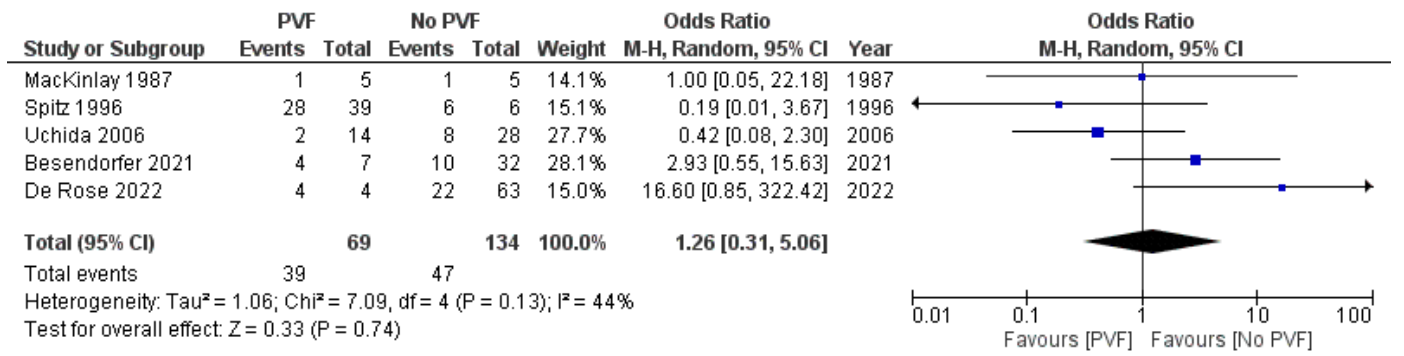 PVF No PVF Odds Ratio Odds Ratio
Study or Subgroup Events Total Events Total Weight M-H, Random, 95% CI Year M-H, Random, 95% CI
MacKinlay 1987 1 5 1 5 14.1% 1.00 [0.05, 22.18] 1987
Spitz 1996 28 39 6 6 15.1% 0.19 [0.01, 3.67] 1996
Uchida 2006 2 14 8 28 27.7% 0.42 [0.08, 2.30] 2006
Besendorfer 2021 4 7 10 32 28.1% 2.93 [0.55, 15.63] 2021
De Rose 2022 4 4 22 63 15.0% 16.60 [0.85, 322.42] 2022
Total (95% CI) 69 134 100.0% 1.26 [0.31, 5.06]
Total events 39 47
Heterogeneity: Tau² = 1.06; Chi² = 7.09, df = 4 (P = 0.13); I² = 44%
Test for overall effect: Z = 0.33 (P = 0.74)
0.01 0.1 1 10 100
Favours [PVF] Favours [No PVF]